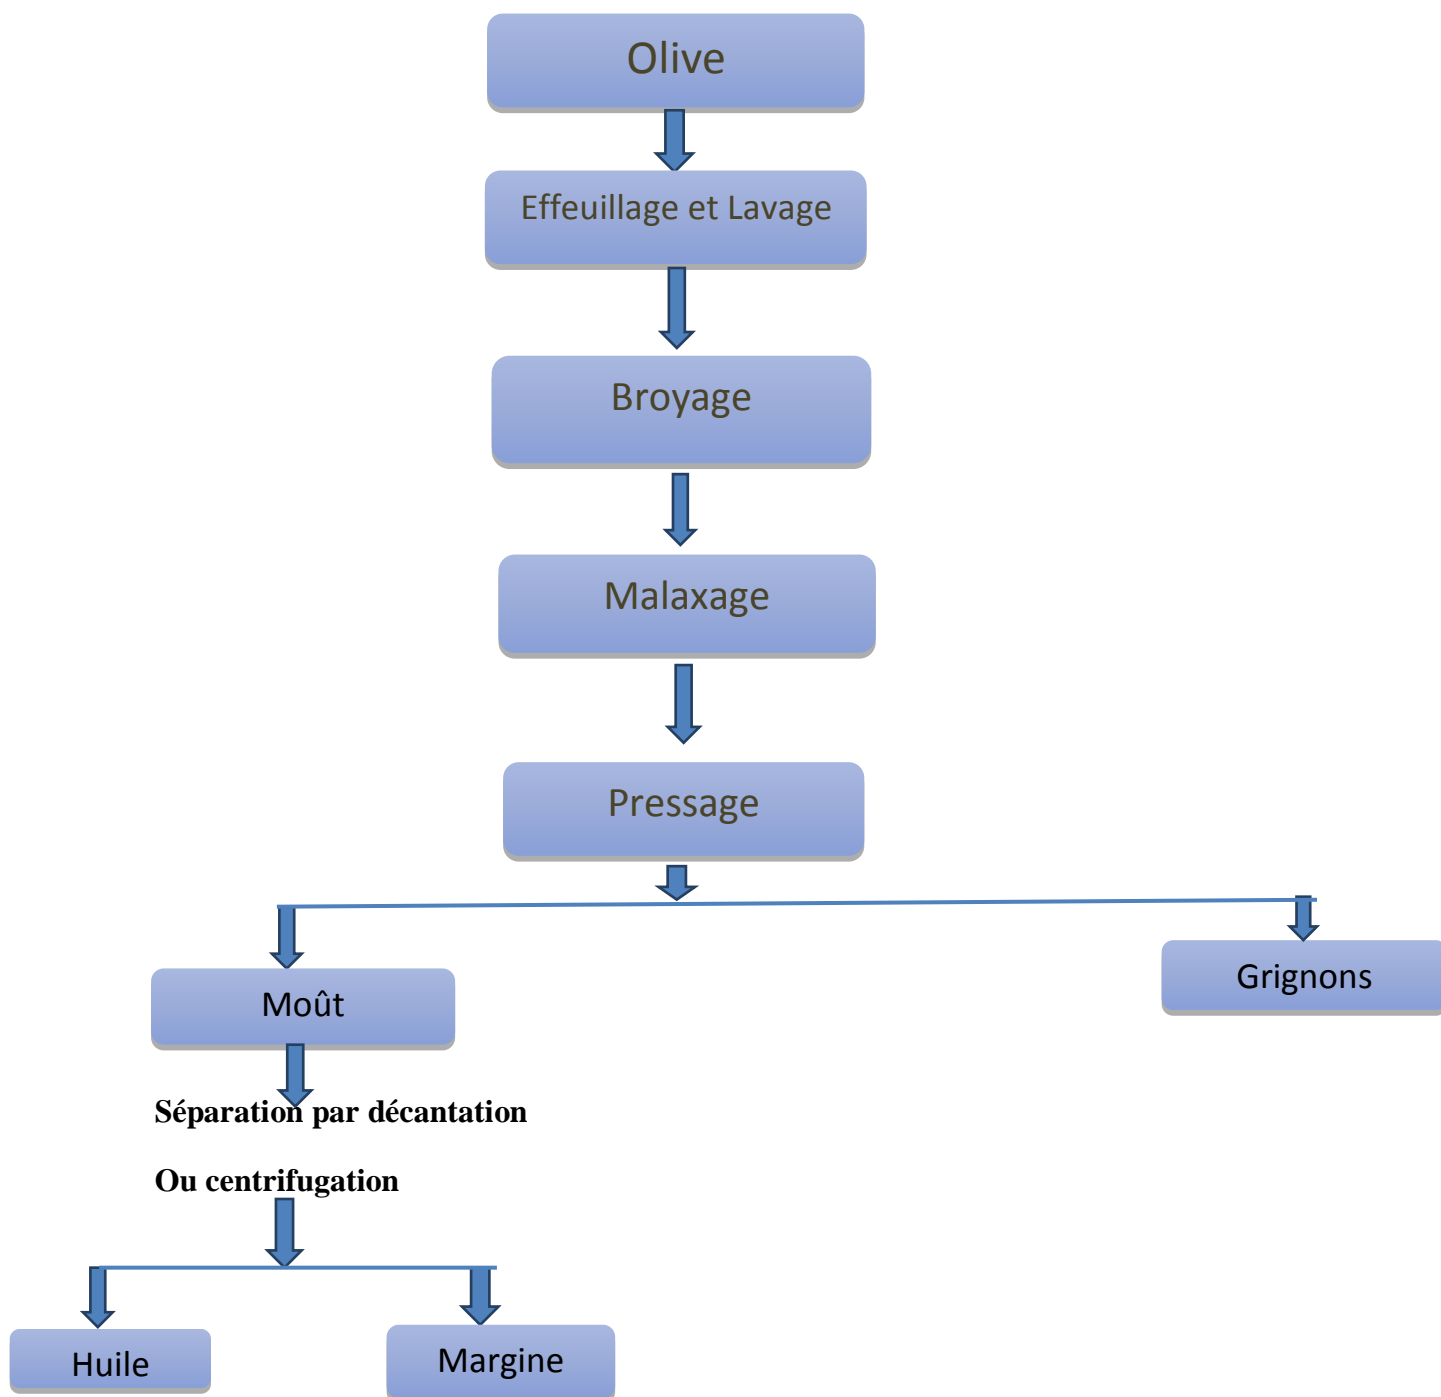 Olive
Effeuillage et Lavage
Broyage
Malaxage
Pressage
Grignons
Moût
Séparation par décantation
Ou centrifugation
Huile
Margine